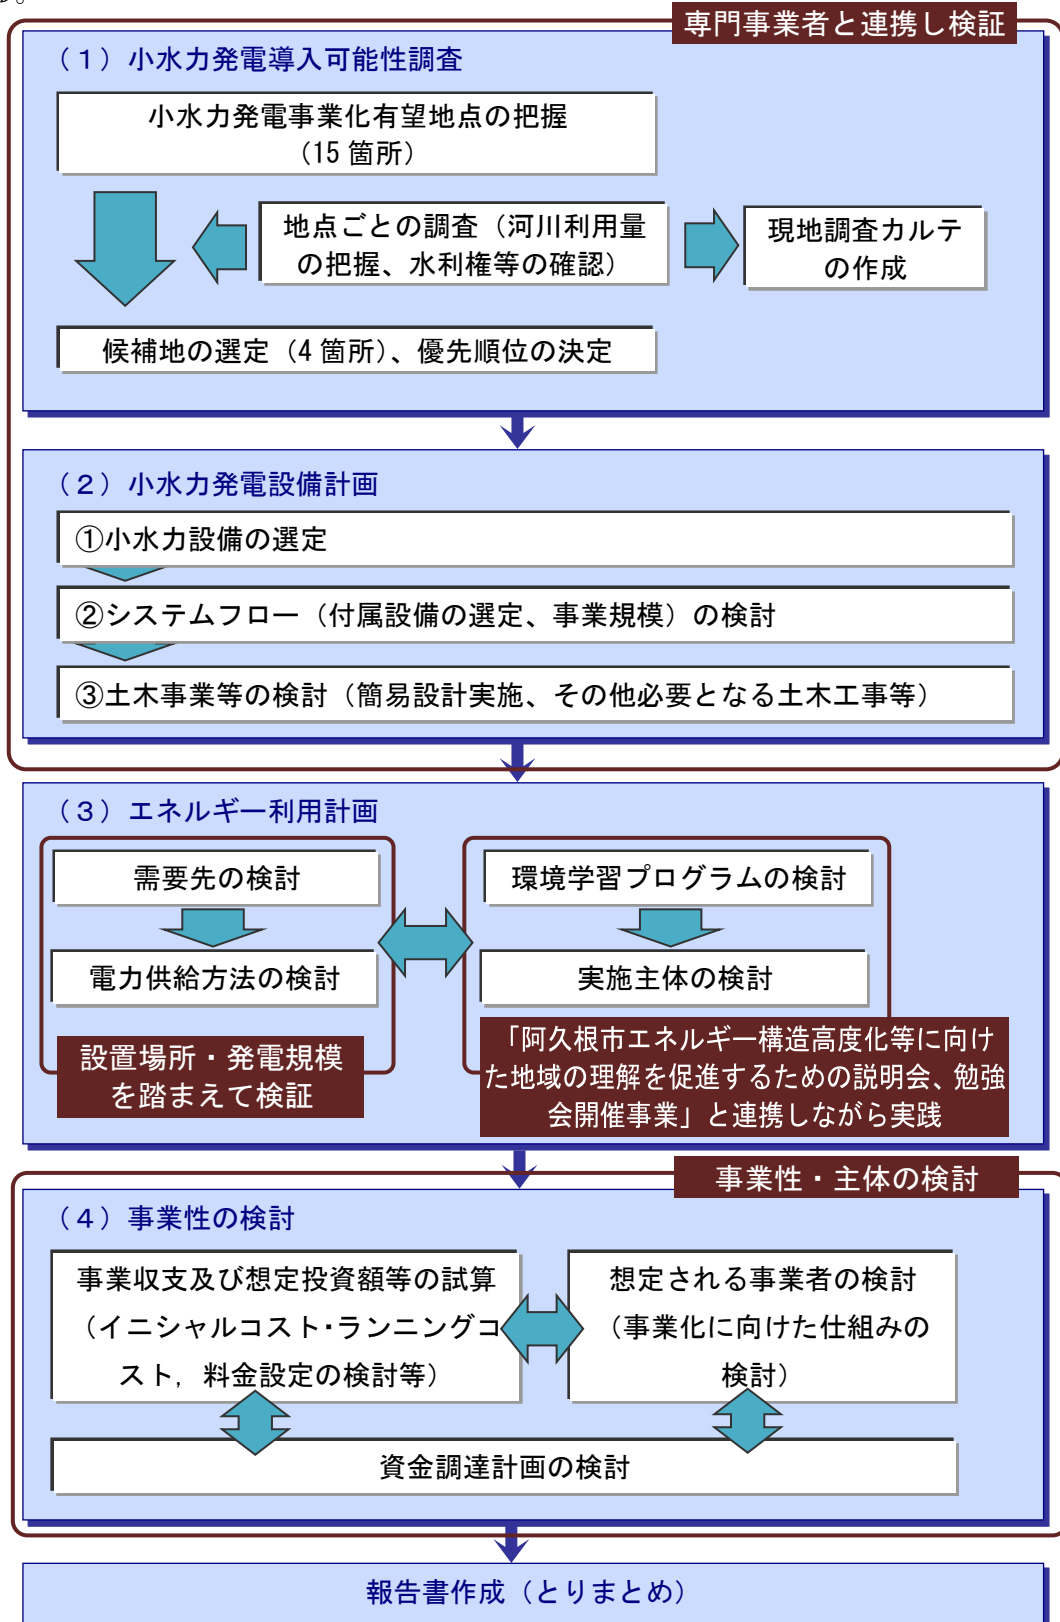 す。
専門事業者と連携し検証
（１）小水力発電導入可能性調査
小水力発電事業化有望地点の把握
（15 箇所）
地点ごとの調査（河川利用量
の把握、水利権等の確認）
現地調査カルテ
の作成
候補地の選定（4 箇所）、優先順位の決定
（２）小水力発電設備計画
①小水力設備の選定
②システムフロー（付属設備の選定、事業規模）の検討
③土木事業等の検討（簡易設計実施、その他必要となる土木工事等）
（３）エネルギー利用計画
需要先の検討
電力供給方法の検討
設置場所・発電規模
を踏まえて検証
環境学習プログラムの検討
実施主体の検討
「阿久根市エネルギー構造高度化等に向け
た地域の理解を促進するための説明会、勉強
会開催事業」と連携しながら実践
事業性・主体の検討
（４）事業性の検討
事業収支及び想定投資額等の試算
（イニシャルコスト・ランニングコ
スト，料金設定の検討等）
想定される事業者の検討
（事業化に向けた仕組みの
検討）
資金調達計画の検討
報告書作成（とりまとめ）